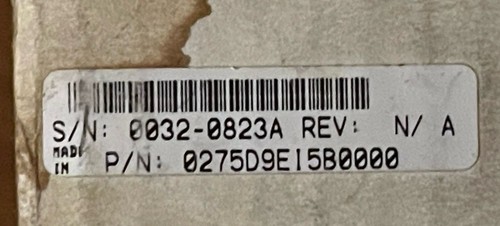 S/N: 0032-0823A REV: N/ A
MADE IN P/N: 0275D9EI5B0000